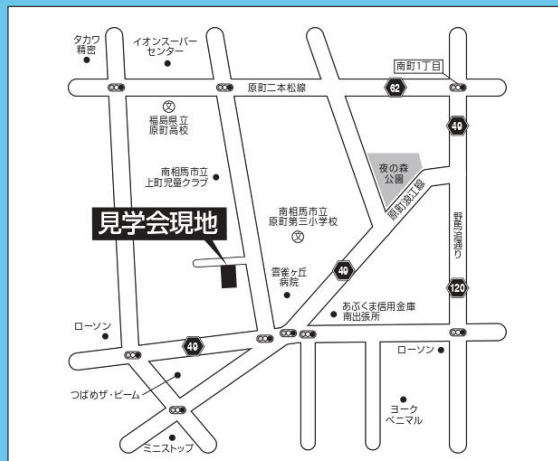 タカワ
精密
イオンスーパー
センター
南町1丁目
原町二本松線
62
49
福島県立
原町高校
夜の森
公園
南相馬市立
上町児童クラブ
原町浪江線
南相馬市立
原町第三小学校
野馬追通り
見学会現地
49
雲雀ヶ丘
病院
120
あぶくま信用金庫
南出張所
ローソン
49
ローソン
つばめザ・ビーム
ヨーク
ベニマル
ミニストップ